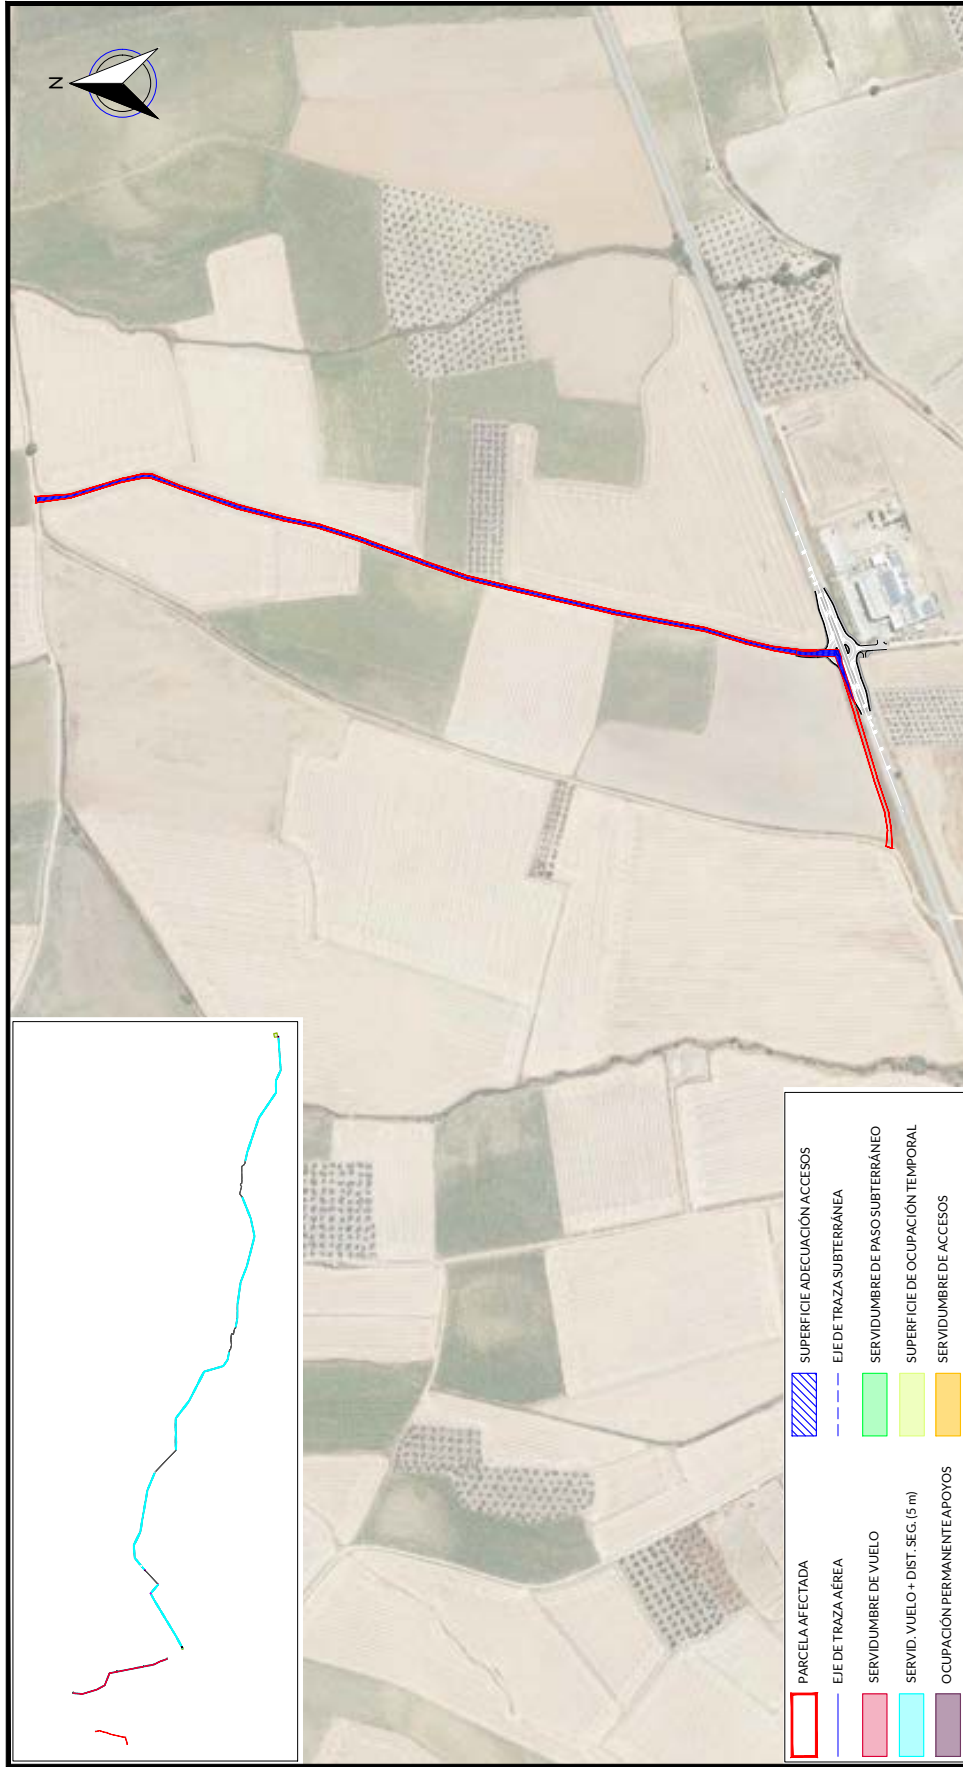 N
PARCELA AFECTADA
EJE DE TRAZA AÉREA
SERVIDUMBRE DE VUELO
SERVID. VUELO + DIST. SEG. (5 m)
OCUPACIÓN PERMANENTE APOYOS
SUPERFICIE ADECUACIÓN ACCESOS
EJE DE TRAZA SUBTERRÁNEA
SERVIDUMBRE DE PASO SUBTERRÁNEO
SUPERFICIE DE OCUPACIÓN TEMPORAL
SERVIDUMBRE DE ACCESOS